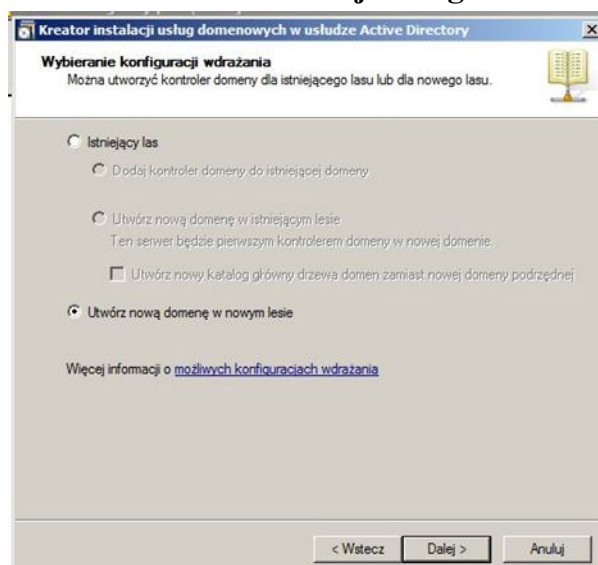 Kreator instalacji usług domenowych w usłudze Active Directory
Wybieranie konfiguracji wdrażania
Można utworzyć kontroler domeny dla istniejącego lasu lub dla nowego lasu.
Istniejący las
Dodaj kontroler domeny do istniejącej domeny
Utwórz nową domenę w istniejącym lesie
Ten serwer będzie pierwszym kontrolerem domeny w nowej domenie.
Utwórz nowy katalog główny drzewa domen zamiast nowej domeny podrzędnej
Utwórz nową domenę w nowym lesie
Więcej informacji o możliwych konfiguracjach wdrażania
< Wstecz Dalej > Anuluj